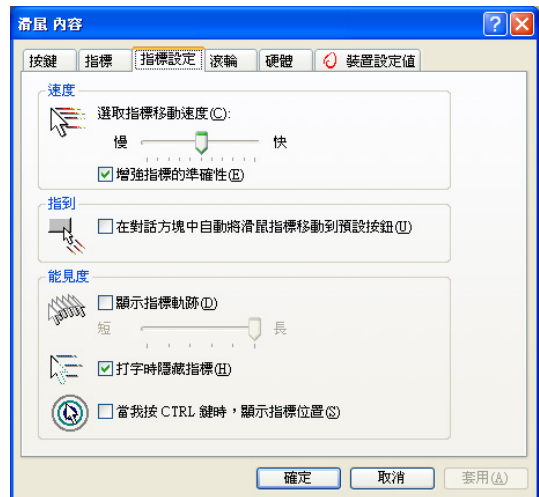 滑鼠 內容
按鍵 指標 指標設定 滾輪 硬體 裝置設定値
速度
選取指標移動速度(C):
慢 快
增強指標的準確性(E)
指到
在對話方塊中自動將滑鼠指標移動到預設按鈕(U)
能見度
顯示指標軌跡(D)
短 長
打字時隱藏指標(H)
當我按 CTRL 鍵時，顯示指標位置(S)
確定 取消 套用(A)